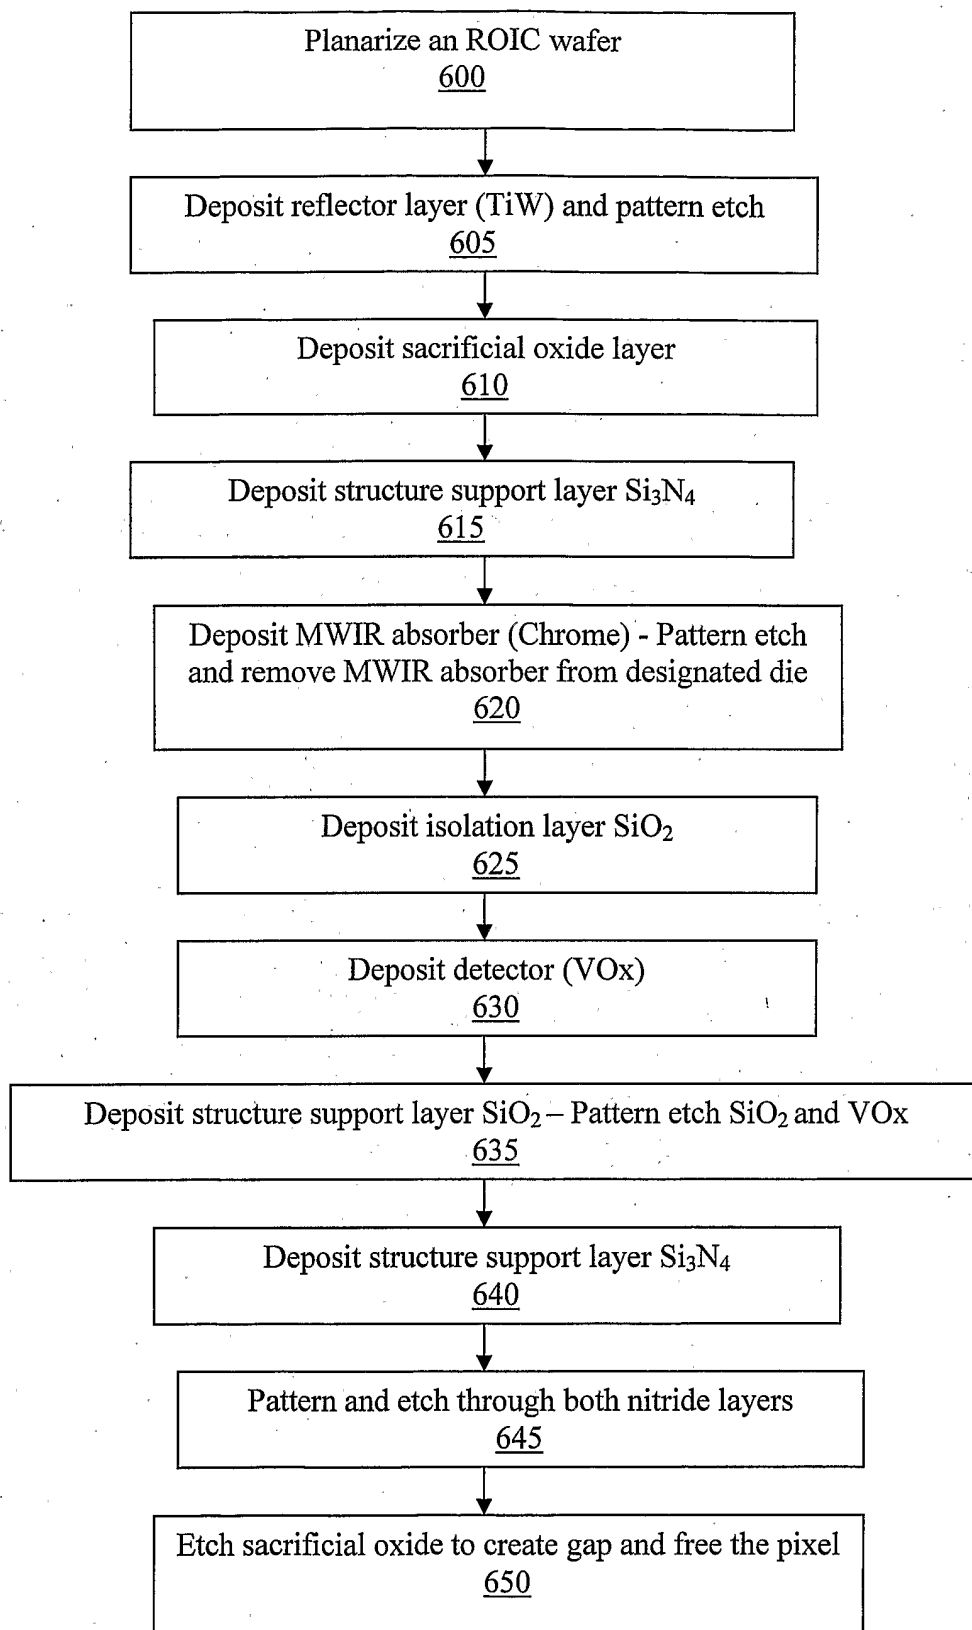 Planarize an ROIC wafer
600
Deposit reflector layer (TiW) and pattern etch
605
Deposit sacrificial oxide layer
610
Deposit structure support layer Si₃N₄
615
Deposit MWIR absorber (Chrome) - Pattern etch
and remove MWIR absorber from designated die
620
Deposit isolation layer SiO₂
625
Deposit detector (VOx)
630
Deposit structure support layer SiO₂ – Pattern etch SiO₂ and VOx
635
Deposit structure support layer Si₃N₄
640
Pattern and etch through both nitride layers
645
Etch sacrificial oxide to create gap and free the pixel
650